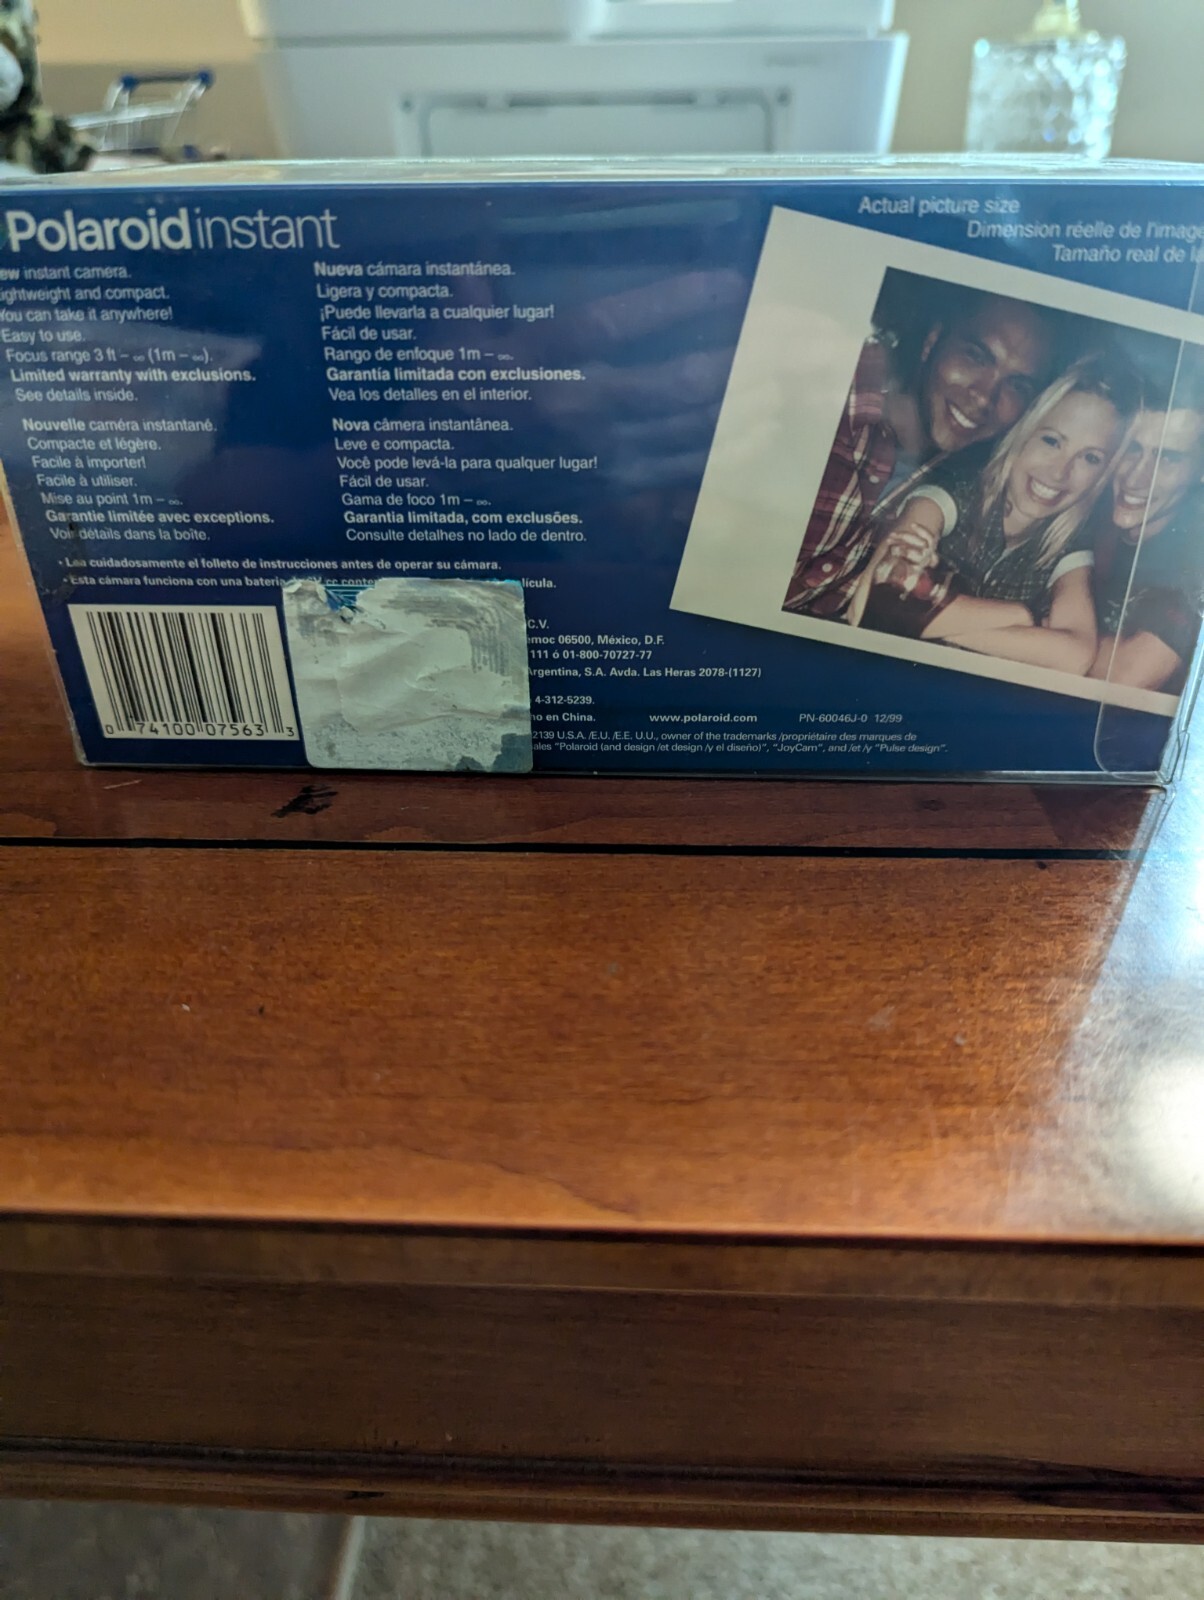 Polaroid instant
instant camera.
and compact.
You can take it anywhere!
Easy to use.
Focus range 3 ft – ∞ (1m – ∞).
Limited warranty with exclusions.
See details inside.
Nueva cámara instantánea.
Ligera y compacta.
¡Puede llevarla a cualquier lugar!
Fácil de usar.
Rango de enfoque 1m – ∞.
Garantía limitada con exclusiones.
Vea los detalles en el interior.
Nouvelle caméra instantané.
Compacte et légère.
Facile à importer!
Facile à utiliser.
Mise au point 1m – ∞.
Garantie limitée avec exceptions.
Voir détails dans la boîte.
Nova câmera instantânea.
Leve e compacta.
Você pode levá-la para qualquer lugar!
Fácil de usar.
Gama de foco 1m – ∞.
Garantia limitada, com exclusões.
Consulte detalhes no lado de dentro.
• Lea cuidadosamente el folleto de instrucciones antes de operar su cámara.
• Esta cámara funciona con una batería
C.V.
06500, México, D.F.
111 ó 01-800-70727-77
Argentina, S.A. Avda. Las Heras 2078-(1127)
4-312-5239.
en China. www.polaroid.com PN-60046J-0 12/99
2139 U.S.A. /E.U. /E.E. U.U., owner of the trademarks /propriétaire des marques de
"Polaroid (and design /et design /y el diseño)", "JoyCam", and /et /y "Pulse design".
0 74100 07563 3
Actual picture size
Dimension réelle de l'image
Tamaño real de